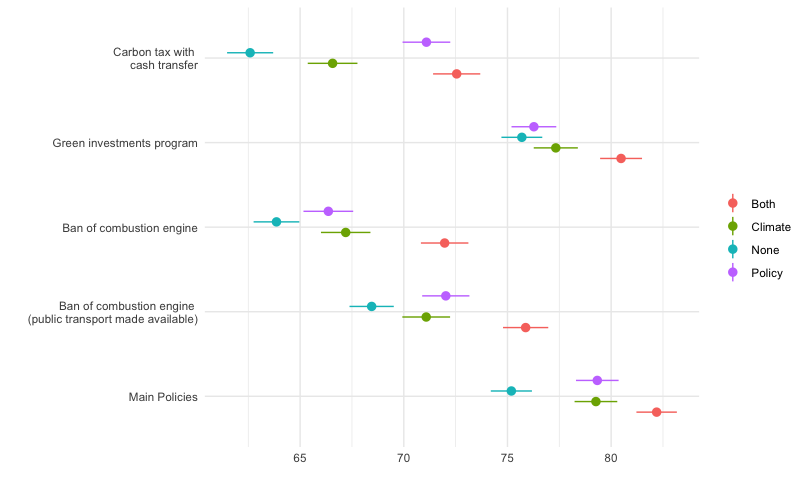 Carbon tax with
cash transfer
Green investments program
Ban of combustion engine
Ban of combustion engine
(public transport made available)
Main Policies
65 70 75 80
Both
Climate
None
Policy